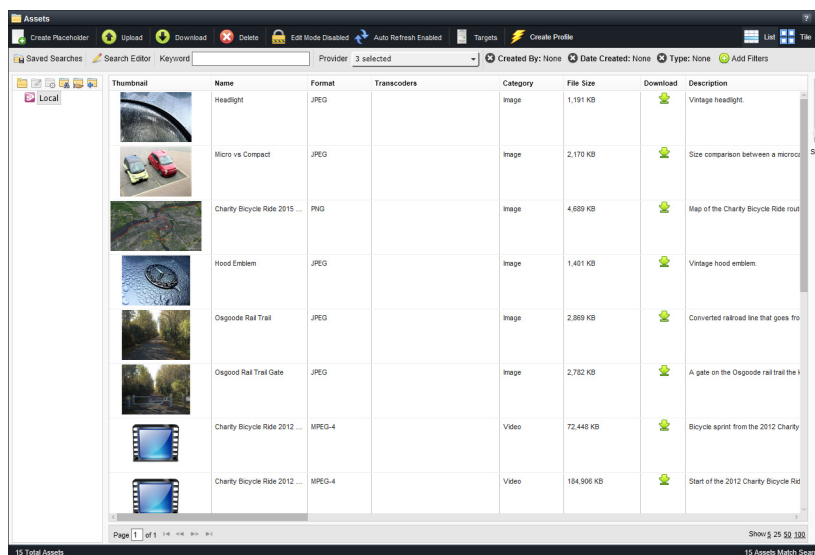 Assets ?
Create Placeholder Upload Download Delete Edit Mode Disabled Auto Refresh Enabled Targets Create Profile List Tile
Saved Searches Search Editor Keyword Provider 3 selected Created By: None Date Created: None Type: None Add Filters
Local
Thumbnail Name Format Transcoders Category File Size Download Description
Headlight JPEG Image 1,191 KB Vintage headlight.
Micro vs Compact JPEG Image 2,170 KB Size comparison between a microca
Charity Bicycle Ride 2015 ... PNG Image 4,689 KB Map of the Charity Bicycle Ride rout
Hood Emblem JPEG Image 1,401 KB Vintage hood emblem.
Osgoode Rail Trail JPEG Image 2,869 KB Converted railroad line that goes fro
Osgood Rail Trail Gate JPEG Image 2,782 KB A gate on the Osgoode rail trail the k
Charity Bicycle Ride 2012 ... MPEG-4 Video 72,448 KB Bicycle sprint from the 2012 Charity
Charity Bicycle Ride 2012 ... MPEG-4 Video 184,906 KB Start of the 2012 Charity Bicycle Rid
Page 1 of 1 Show 5 25 50 100
15 Total Assets 15 Assets Match Sear